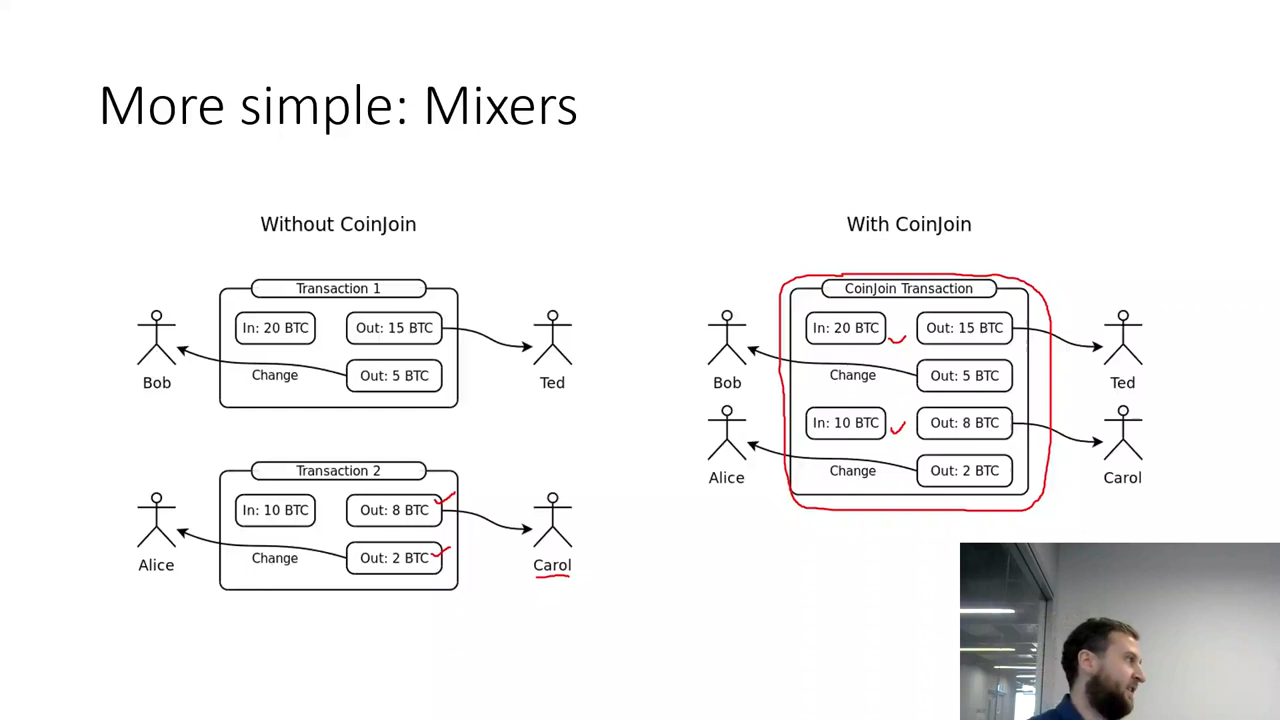 More simple: Mixers
Without CoinJoin
Transaction 1
In: 20 BTC
Out: 15 BTC
Change
Out: 5 BTC
Bob
Ted
Transaction 2
In: 10 BTC
Out: 8 BTC
Change
Out: 2 BTC
Alice
Carol
With CoinJoin
CoinJoin Transaction
In: 20 BTC
Out: 15 BTC
Change
Out: 5 BTC
Bob
Ted
In: 10 BTC
Out: 8 BTC
Change
Out: 2 BTC
Alice
Carol